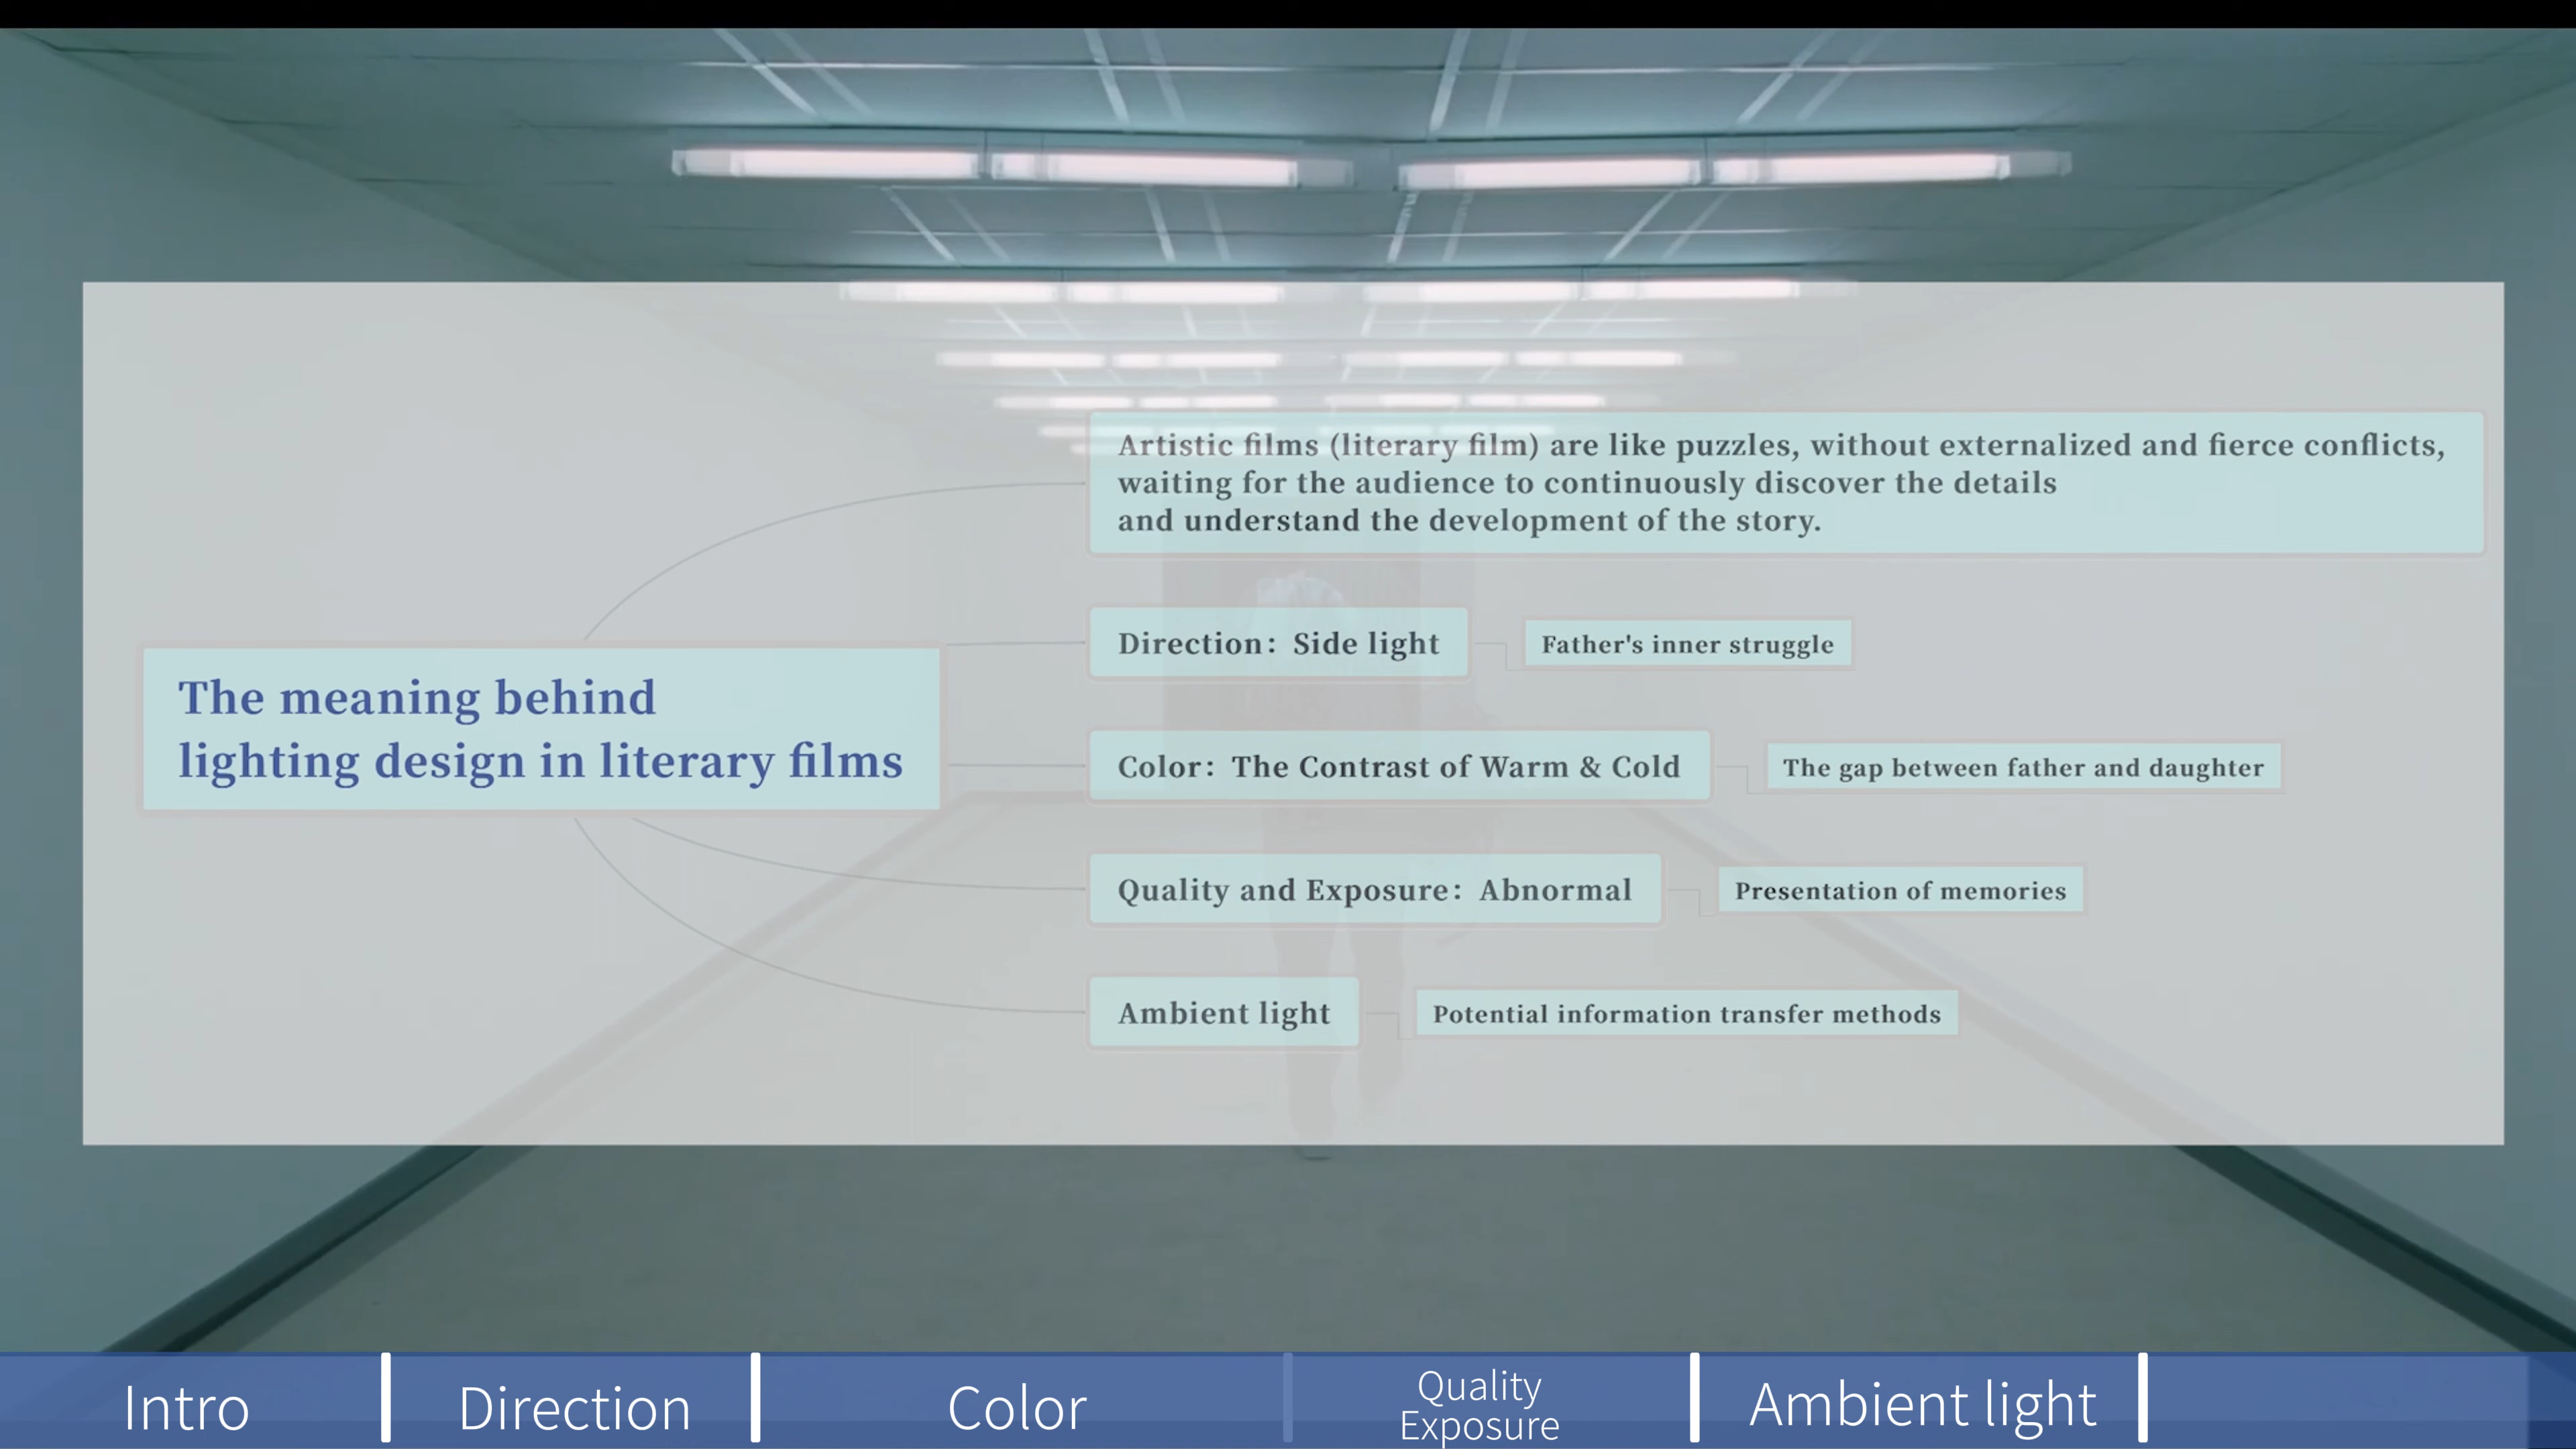 Artistic films (literary film) are like puzzles, without externalized and fierce conflicts,
waiting for the audience to continuously discover the details
and understand the development of the story.
The meaning behind
lighting design in literary films
Direction: Side light
Father's inner struggle
Color: The Contrast of Warm & Cold
The gap between father and daughter
Quality and Exposure: Abnormal
Presentation of memories
Ambient light
Potential information transfer methods
Intro
Direction
Color
Quality
Exposure
Ambient light